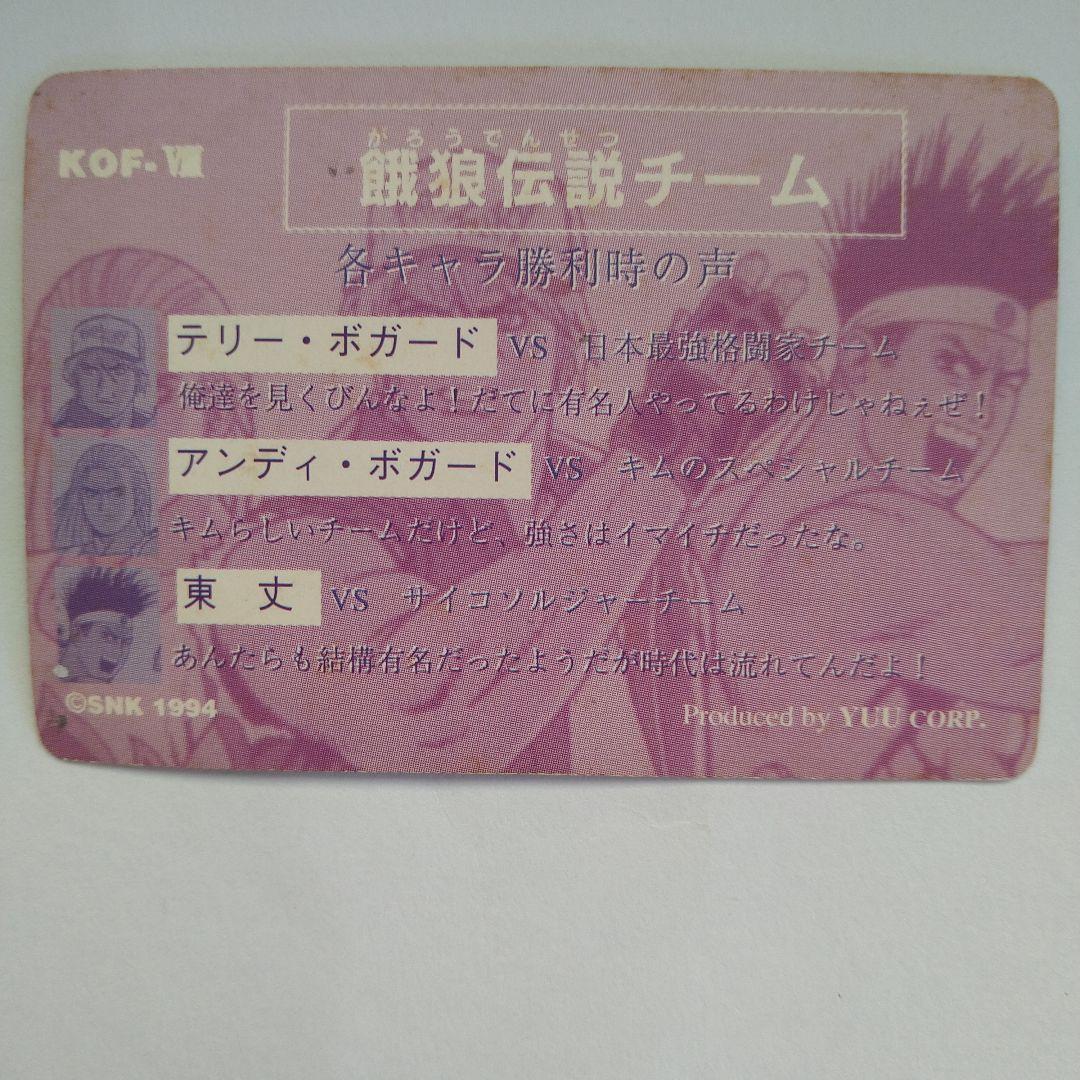 KOF-Ⅷ
がろうでんせつ
餓狼伝説チーム
各キャラ勝利時の声
テリー・ボガード VS 日本最強格闘家チーム
俺達を見くびんなよ！だてに有名人やってるわけじゃねぇぜ！
アンディ・ボガード VS キムのスペシャルチーム
キムらしいチームだけど、強さはイマイチだったな。
東 丈 VS サイコソルジャーチーム
あんたらも結構有名だったようだが時代は流れてんだよ！
©SNK 1994
Produced by YUU CORP.